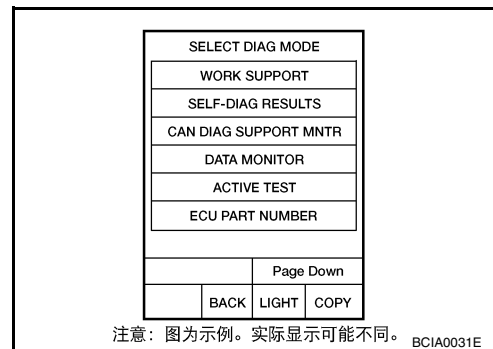 SELECT DIAG MODE
WORK SUPPORT
SELF-DIAG RESULTS
CAN DIAG SUPPORT MNTR
DATA MONITOR
ACTIVE TEST
ECU PART NUMBER
Page Down
BACK LIGHT COPY
注意：图为示例。实际显示可能不同。 BCIA0031E